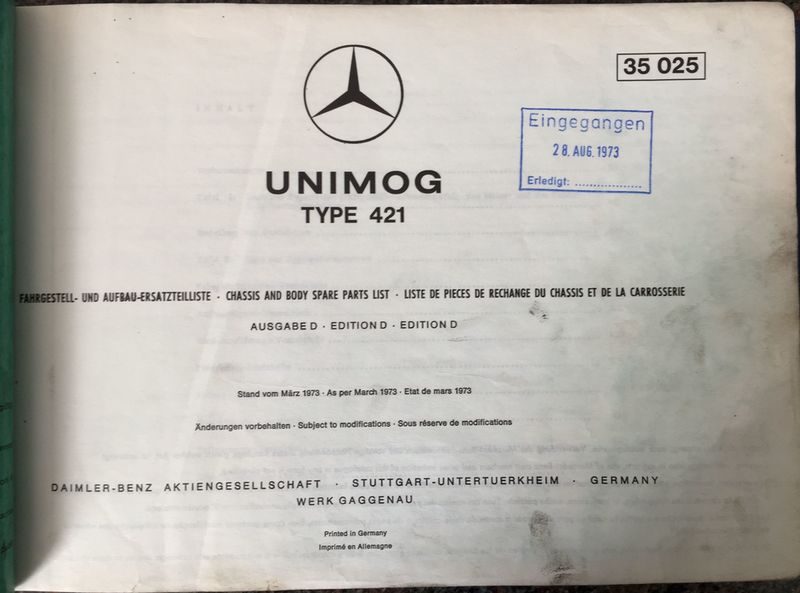 35 025
Eingegangen
28. AUG. 1973
Erledigt: ....................
UNIMOG
TYPE 421
FAHRGESTELL- UND AUFBAU-ERSATZTEILLISTE · CHASSIS AND BODY SPARE PARTS LIST · LISTE DE PIECES DE RECHANGE DU CHASSIS ET DE LA CARROSSERIE
AUSGABE D · EDITION D · EDITION D
Stand vom März 1973 · As per March 1973 · Etat de mars 1973
Änderungen vorbehalten · Subject to modifications · Sous réserve de modifications
DAIMLER-BENZ AKTIENGESELLSCHAFT · STUTTGART-UNTERTUERKHEIM · GERMANY
WERK GAGGENAU
Printed in Germany
Imprimé en Allemagne